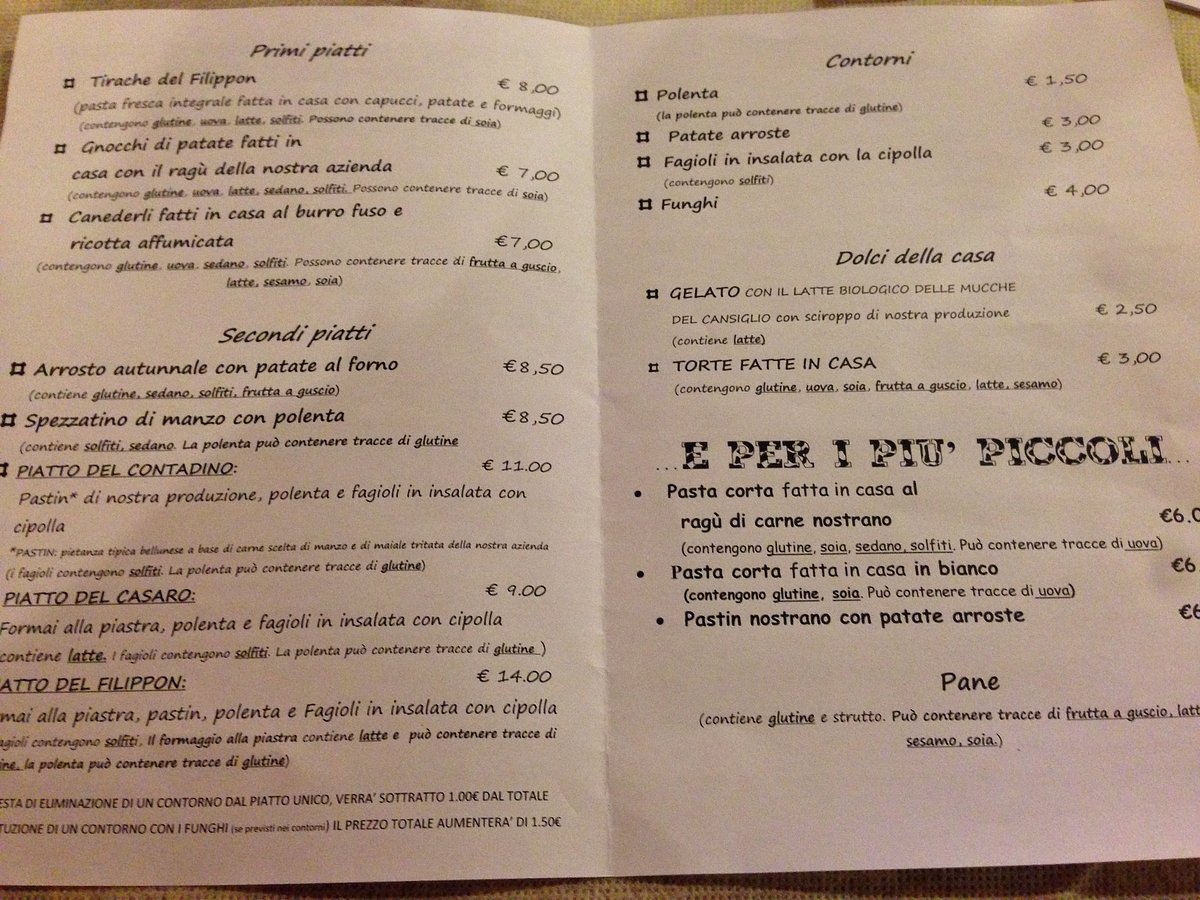 Primi piatti
Tirache del Filippon € 8,00
(pasta fresca integrale fatta in casa con capucci, patate e formaggi)
(contengono glutine, uova, latte, solfiti. Possono contenere tracce di soia)
Gnocchi di patate fatti in
casa con il ragù della nostra azienda € 7,00
(contengono glutine, uova, latte, sedano, solfiti. Possono contenere tracce di soia)
Canederli fatti in casa al burro fuso e
ricotta affumicata €7,00
(contengono glutine, uova, sedano, solfiti. Possono contenere tracce di frutta a guscio,
latte, sesamo, soia)
Secondi piatti
Arrosto autunnale con patate al forno €8,50
(contiene glutine, sedano, solfiti, frutta a guscio)
Spezzatino di manzo con polenta €8,50
(contiene solfiti, sedano. La polenta può contenere tracce di glutine
PIATTO DEL CONTADINO: € 11.00
Pastin* di nostra produzione, polenta e fagioli in insalata con
cipolla
*PASTIN: pietanza tipica bellunese a base di carne scelta di manzo e di maiale tritata della nostra azienda
(i fagioli contengono solfiti. La polenta può contenere tracce di glutine)
PIATTO DEL CASARO: € 9.00
Formai alla piastra, polenta e fagioli in insalata con cipolla
contiene latte. I fagioli contengono solfiti. La polenta può contenere tracce di glutine )
DEL FILIPPON: € 14.00
alla piastra, pastin, polenta e Fagioli in insalata con cipolla
contengono solfiti, Il formaggio alla piastra contiene latte e può contenere tracce di
la polenta può contenere tracce di glutine)
DI ELIMINAZIONE DI UN CONTORNO DAL PIATTO UNICO, VERRA' SOTTRATTO 1.00€ DAL TOTALE
DI UN CONTORNO CON I FUNGHI (se previsti nei contorni) IL PREZZO TOTALE AUMENTERA' DI 1.50€
Contorni
Polenta € 1,50
(la polenta può contenere tracce di glutine)
Patate arroste € 3,00
Fagioli in insalata con la cipolla € 3,00
(contengono solfiti)
Funghi € 4,00
Dolci della casa
GELATO CON IL LATTE BIOLOGICO DELLE MUCCHE
DEL CANSIGLIO con sciroppo di nostra produzione € 2,50
(contiene latte)
TORTE FATTE IN CASA € 3,00
(contengono glutine, uova, soia, frutta a guscio, latte, sesamo)
...E PER I PIU' PICCOLI...
Pasta corta fatta in casa al
ragù di carne nostrano
(contengono glutine, soia, sedano, solfiti. Può contenere tracce di uova)
Pasta corta fatta in casa in bianco
(contengono glutine, soia. Può contenere tracce di uova)
Pastin nostrano con patate arroste
Pane
(contiene glutine e strutto. Può contenere tracce di frutta a guscio,
sesamo, soia.)